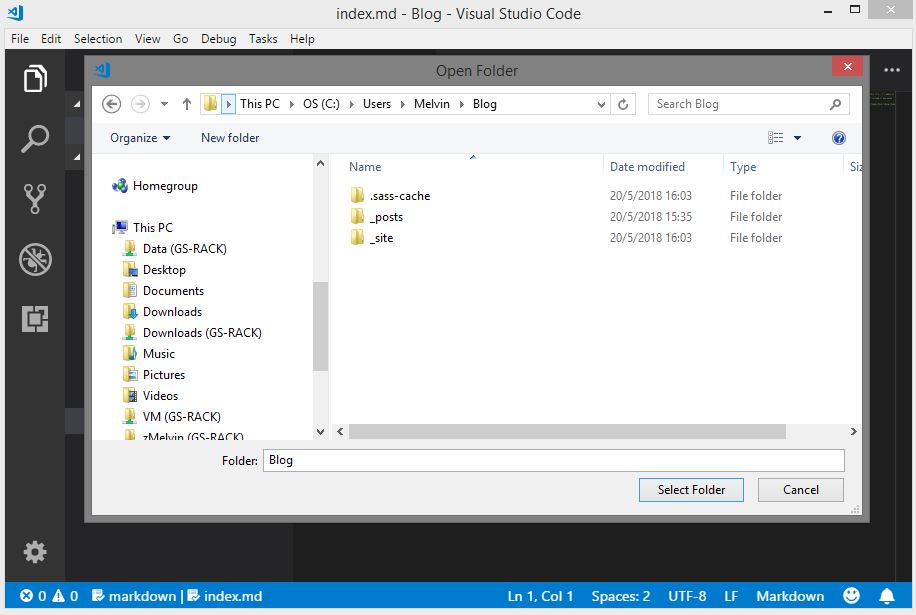 index.md - Blog - Visual Studio Code
File Edit Selection View Go Debug Tasks Help
Open Folder
This PC OS (C:) Users Melvin Blog
Search Blog
Organize New folder
Name Date modified Type Siz
Homegroup
This PC
Data (GS-RACK)
Desktop
Documents
Downloads
Downloads (GS-RACK)
Music
Pictures
Videos
VM (GS-RACK)
zMelvin (GS-RACK)
.sass-cache 20/5/2018 16:03 File folder
_posts 20/5/2018 15:35 File folder
_site 20/5/2018 16:03 File folder
Folder: Blog
Select Folder Cancel
0 0 markdown | index.md Ln 1, Col 1 Spaces: 2 UTF-8 LF Markdown